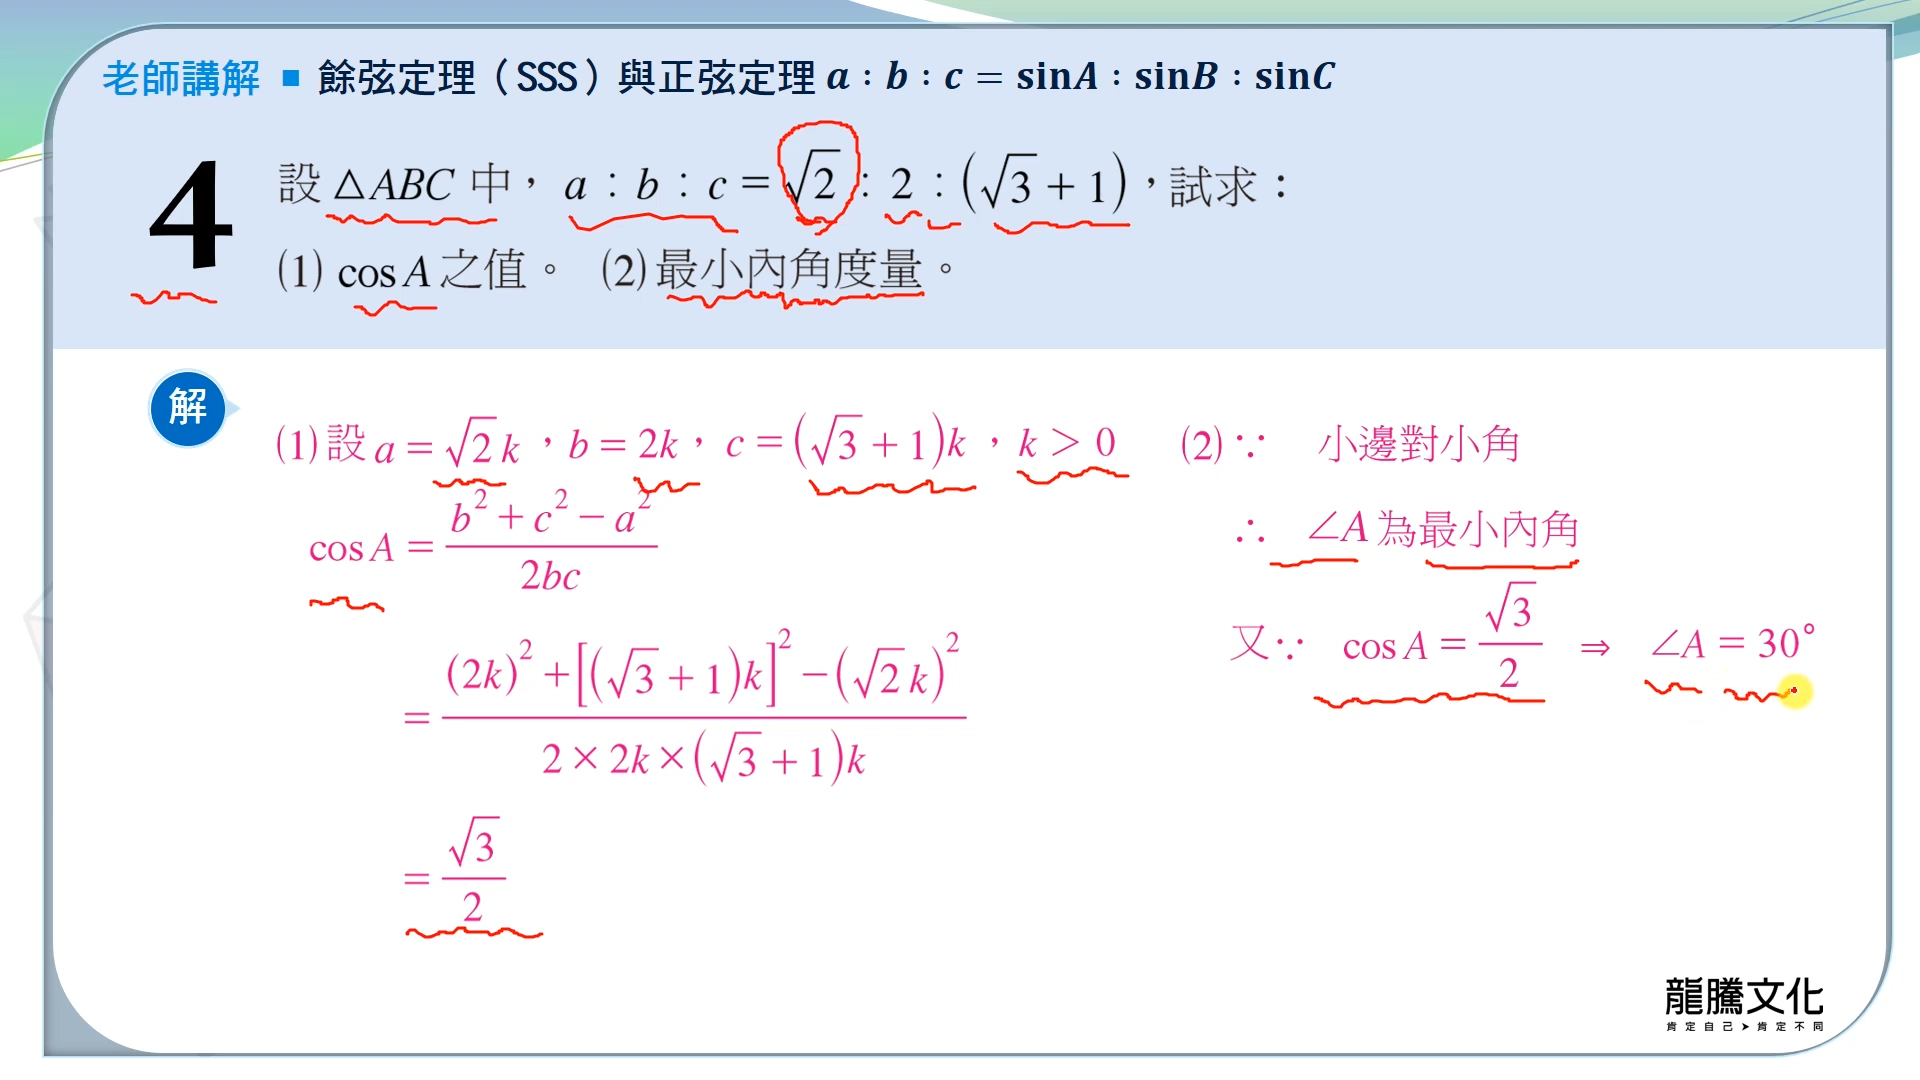 老師講解 ■ 餘弦定理（SSS）與正弦定理 a : b : c = sinA : sinB : sinC
4
設 △ABC 中， a : b : c = √2 : 2 : (√3 + 1)，試求：
(1) cos A 之值。 (2) 最小內角度量。
解
(1) 設 a = √2 k，b = 2k，c = (√3 + 1)k，k > 0
cos A = (b² + c² − a²) / 2bc
= ((2k)² + [(√3 + 1)k]² − (√2 k)²) / (2 × 2k × (√3 + 1)k)
= √3 / 2
(2) ∵ 小邊對小角
∴ ∠A 為最小內角
又∵ cos A = √3 / 2 ⇒ ∠A = 30°
龍騰文化
肯定自己➤肯定不同